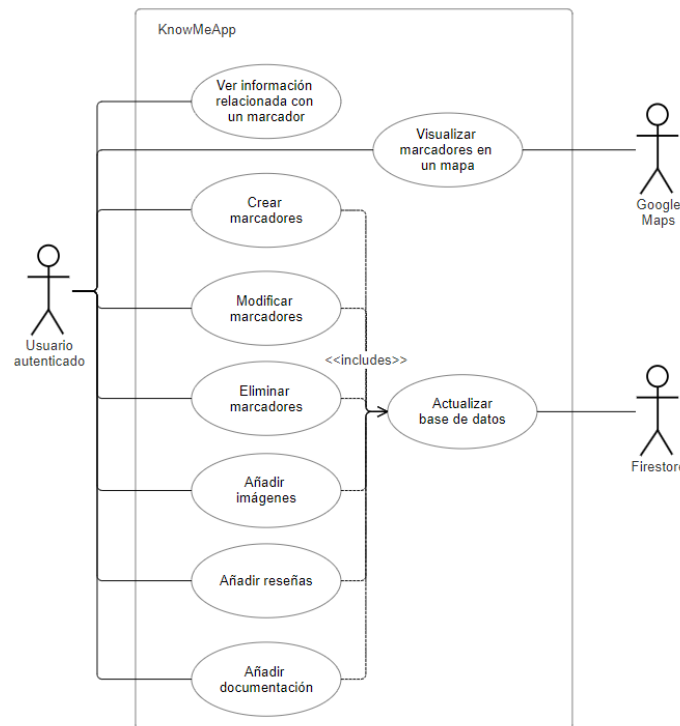 KnowMeApp
Ver información
relacionada con
un marcador
Visualizar
marcadores en
un mapa
Google
Maps
Crear
marcadores
Usuario
autenticado
Modificar
marcadores
<<includes>>
Eliminar
marcadores
Actualizar
base de datos
Firestore
Añadir
imágenes
Añadir reseñas
Añadir
documentación